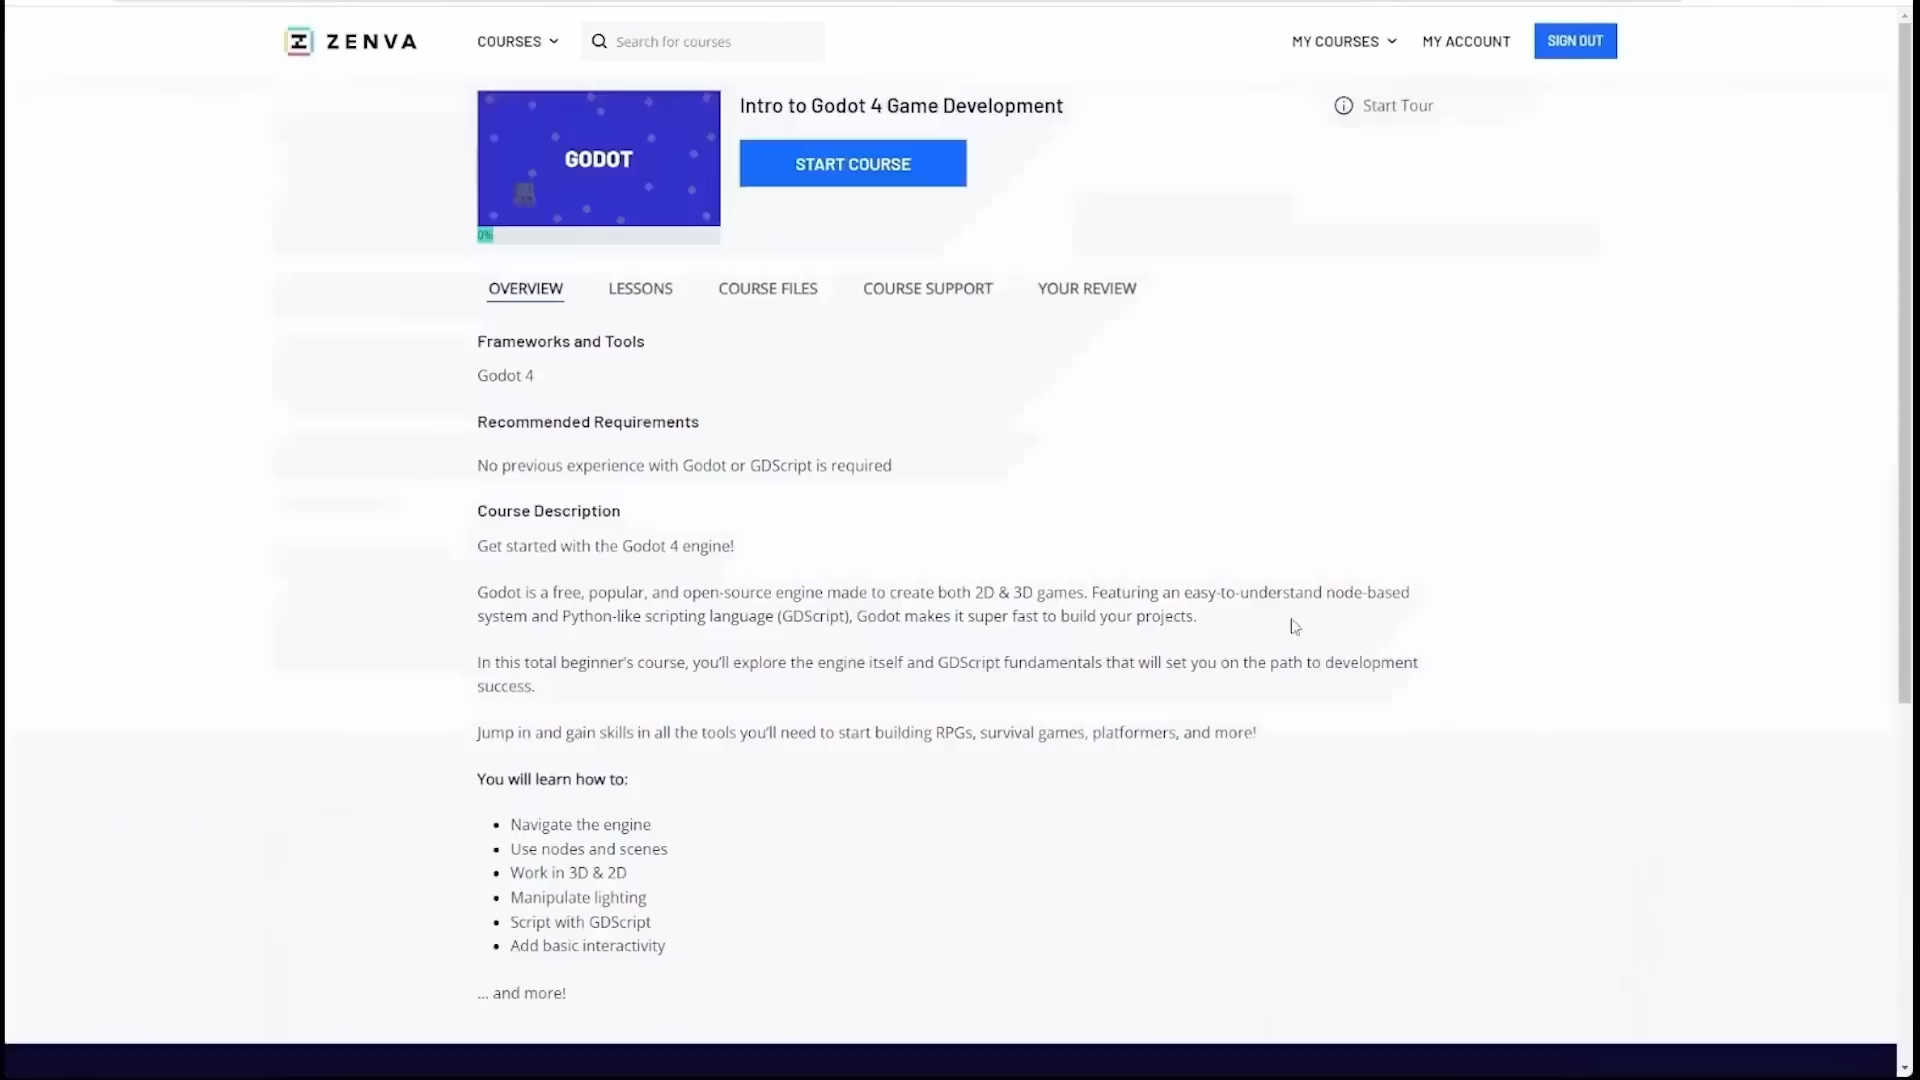 ZENVA
COURSES
Search for courses
MY COURSES
MY ACCOUNT
SIGN OUT
GODOT
0%
Intro to Godot 4 Game Development
START COURSE
Start Tour
OVERVIEW
LESSONS
COURSE FILES
COURSE SUPPORT
YOUR REVIEW
Frameworks and Tools
Godot 4
Recommended Requirements
No previous experience with Godot or GDScript is required
Course Description
Get started with the Godot 4 engine!
Godot is a free, popular, and open-source engine made to create both 2D & 3D games. Featuring an easy-to-understand node-based
system and Python-like scripting language (GDScript), Godot makes it super fast to build your projects.
In this total beginner's course, you'll explore the engine itself and GDScript fundamentals that will set you on the path to development
success.
Jump in and gain skills in all the tools you'll need to start building RPGs, survival games, platformers, and more!
You will learn how to:
• Navigate the engine
• Use nodes and scenes
• Work in 3D & 2D
• Manipulate lighting
• Script with GDScript
• Add basic interactivity
... and more!